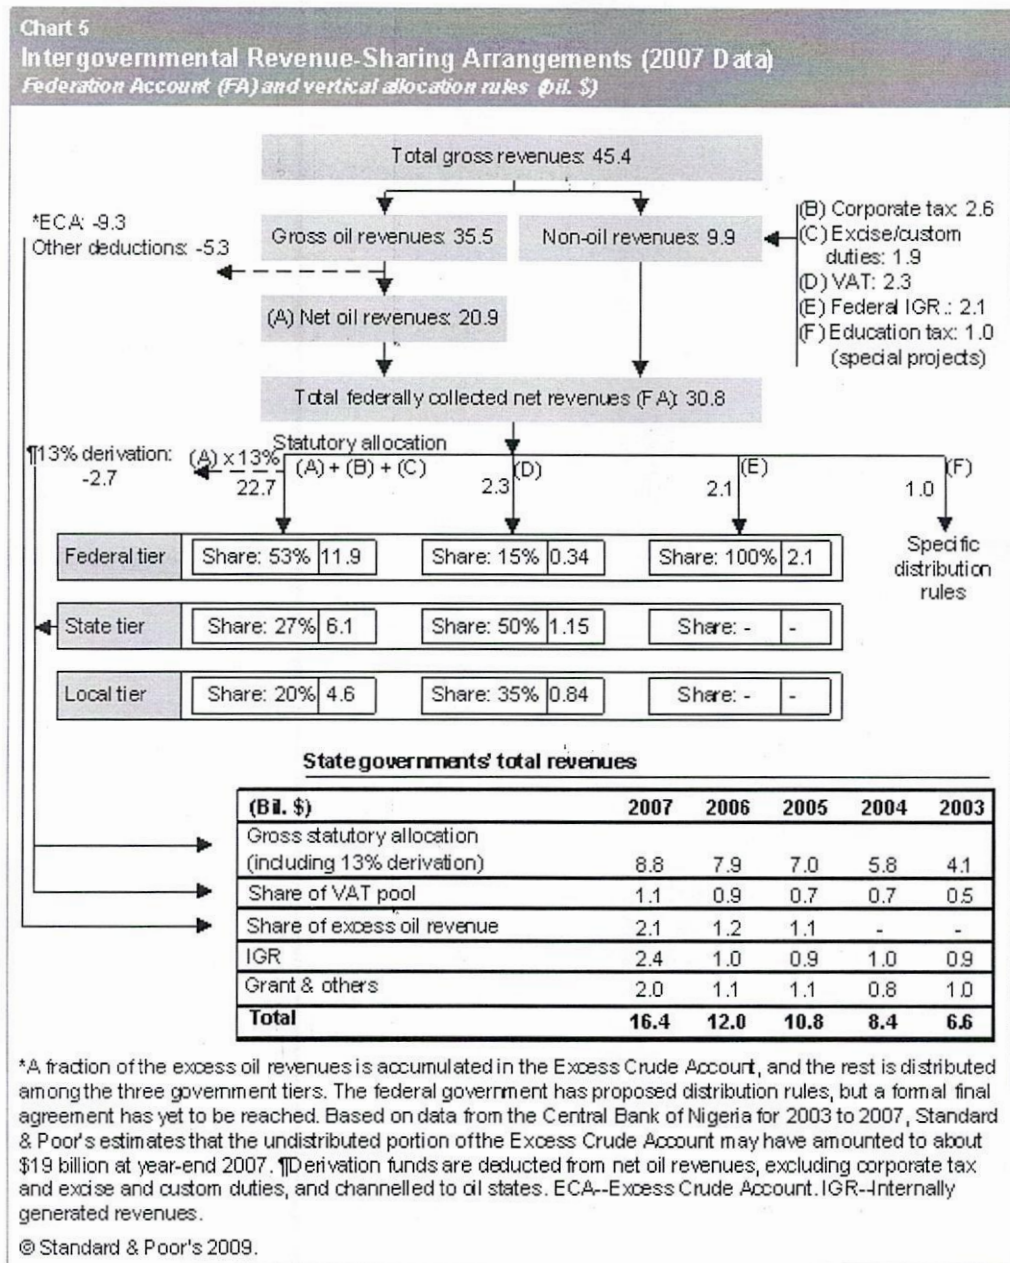 Chart 5
Intergovernmental Revenue-Sharing Arrangements (2007 Data)
Federation Account (FA) and vertical allocation rules (bil. $)
Total gross revenues: 45.4
*ECA: -9.3
Other deductions: -5.3
Gross oil revenues: 35.5
Non-oil revenues: 9.9
(B) Corporate tax: 2.6
(C) Excise/custom
duties: 1.9
(D) VAT: 2.3
(E) Federal IGR.: 2.1
(F) Education tax: 1.0
(special projects)
(A) Net oil revenues: 20.9
Total federally collected net revenues (FA): 30.8
Statutory allocation
¶13% derivation:
-2.7
(A) x 13%
(A) + (B) + (C)
22.7
(D)
2.3
(E)
2.1
(F)
1.0
Federal tier Share: 53% 11.9 Share: 15% 0.34 Share: 100% 2.1
Specific
distribution
rules
State tier Share: 27% 6.1 Share: 50% 1.15 Share: - -
Local tier Share: 20% 4.6 Share: 35% 0.84 Share: - -
State governments' total revenues
(Bil. $) 2007 2006 2005 2004 2003
Gross statutory allocation
(including 13% derivation) 8.8 7.9 7.0 5.8 4.1
Share of VAT pool 1.1 0.9 0.7 0.7 0.5
Share of excess oil revenue 2.1 1.2 1.1 - -
IGR 2.4 1.0 0.9 1.0 0.9
Grant & others 2.0 1.1 1.1 0.8 1.0
Total 16.4 12.0 10.8 8.4 6.6
*A fraction of the excess oil revenues is accumulated in the Excess Crude Account, and the rest is distributed
among the three government tiers. The federal government has proposed distribution rules, but a formal final
agreement has yet to be reached. Based on data from the Central Bank of Nigeria for 2003 to 2007, Standard
& Poor's estimates that the undistributed portion of the Excess Crude Account may have amounted to about
$19 billion at year-end 2007. ¶Derivation funds are deducted from net oil revenues, excluding corporate tax
and excise and custom duties, and channelled to oil states. ECA--Excess Crude Account. IGR--Internally
generated revenues.
© Standard & Poor's 2009.